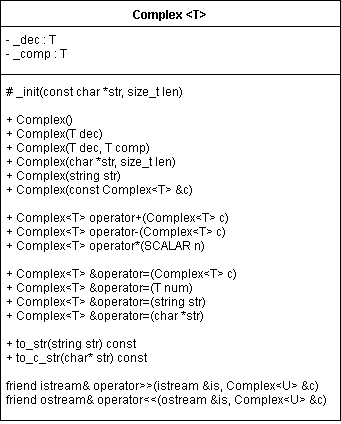 Complex <T>
- _dec : T
- _comp : T
# _init(const char *str, size_t len)
+ Complex()
+ Complex(T dec)
+ Complex(T dec, T comp)
+ Complex(char *str, size_t len)
+ Complex(string str)
+ Complex(const Complex<T> &c)
+ Complex<T> operator+(Complex<T> c)
+ Complex<T> operator-(Complex<T> c)
+ Complex<T> operator*(SCALAR n)
+ Complex<T> &operator=(Complex<T> c)
+ Complex<T> &operator=(T num)
+ Complex<T> &operator=(string str)
+ Complex<T> &operator=(char *str)
+ to_str(string str) const
+ to_c_str(char* str) const
friend istream& operator>>(istream &is, Complex<U> &c)
friend ostream& operator<<(ostream &is, Complex<U> &c)